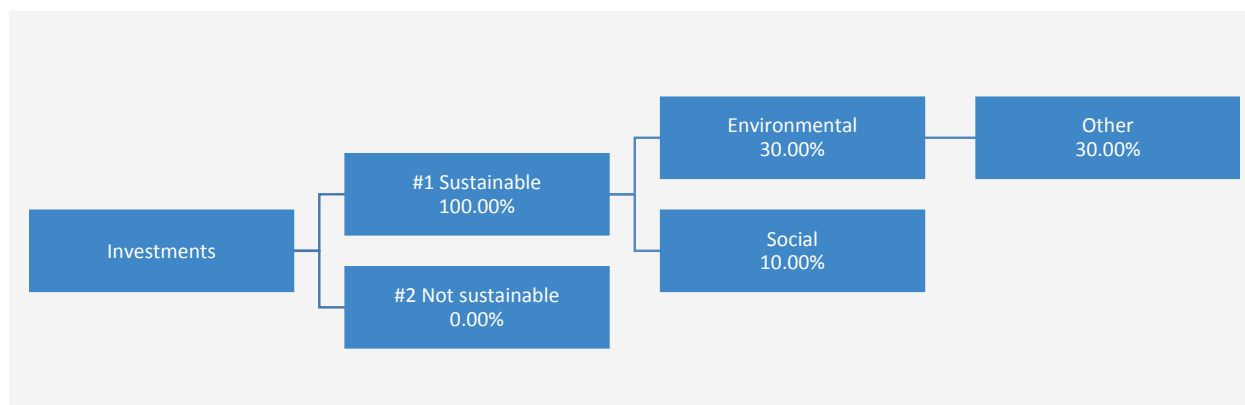 Investments
#1 Sustainable
100.00%
#2 Not sustainable
0.00%
Environmental
30.00%
Social
10.00%
Other
30.00%